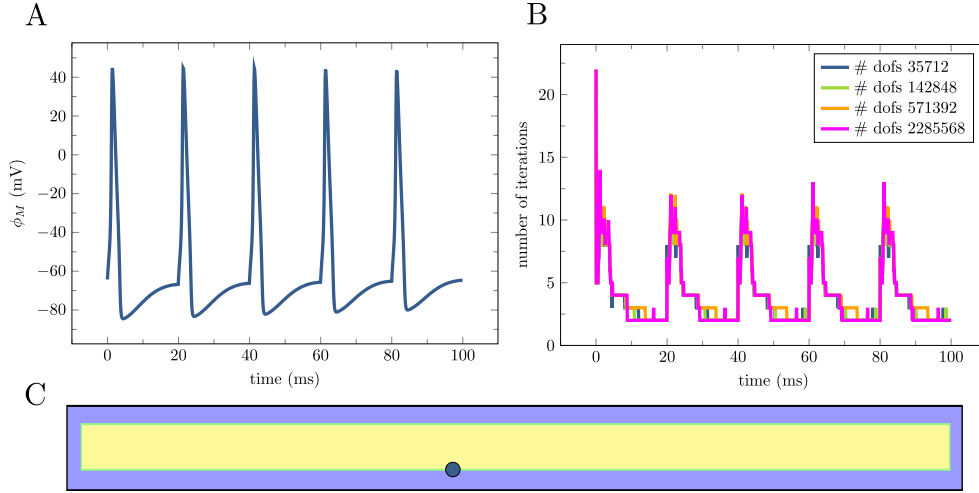 A
B
40
20
0
−20
−40
−60
−80
ϕ_M (mV)
0 20 40 60 80 100
time (ms)
# dofs 35712
# dofs 142848
# dofs 571392
# dofs 2285568
20
15
10
5
0
number of iterations
0 20 40 60 80 100
time (ms)
C